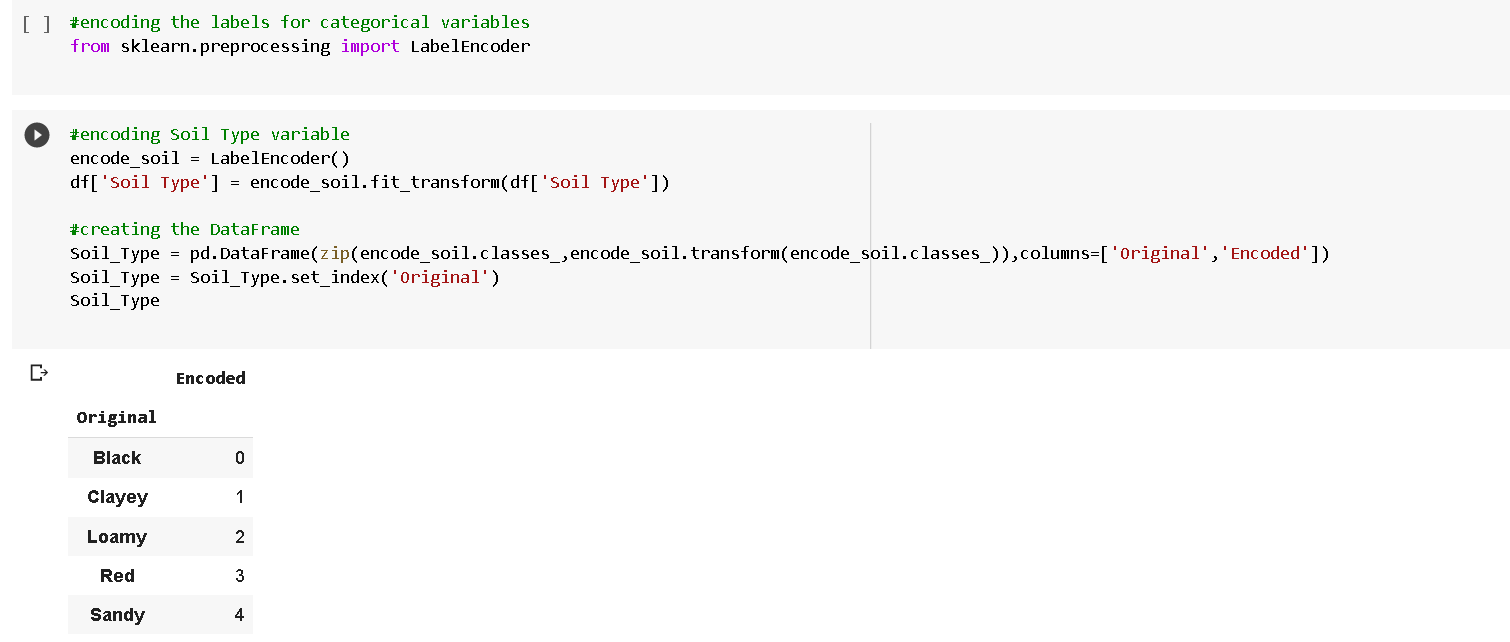 [ ] #encoding the labels for categorical variables
from sklearn.preprocessing import LabelEncoder
#encoding Soil Type variable
encode_soil = LabelEncoder()
df['Soil Type'] = encode_soil.fit_transform(df['Soil Type'])
#creating the DataFrame
Soil_Type = pd.DataFrame(zip(encode_soil.classes_,encode_soil.transform(encode_soil.classes_)),columns=['Original','Encoded'])
Soil_Type = Soil_Type.set_index('Original')
Soil_Type
Encoded
Original
Black 0
Clayey 1
Loamy 2
Red 3
Sandy 4